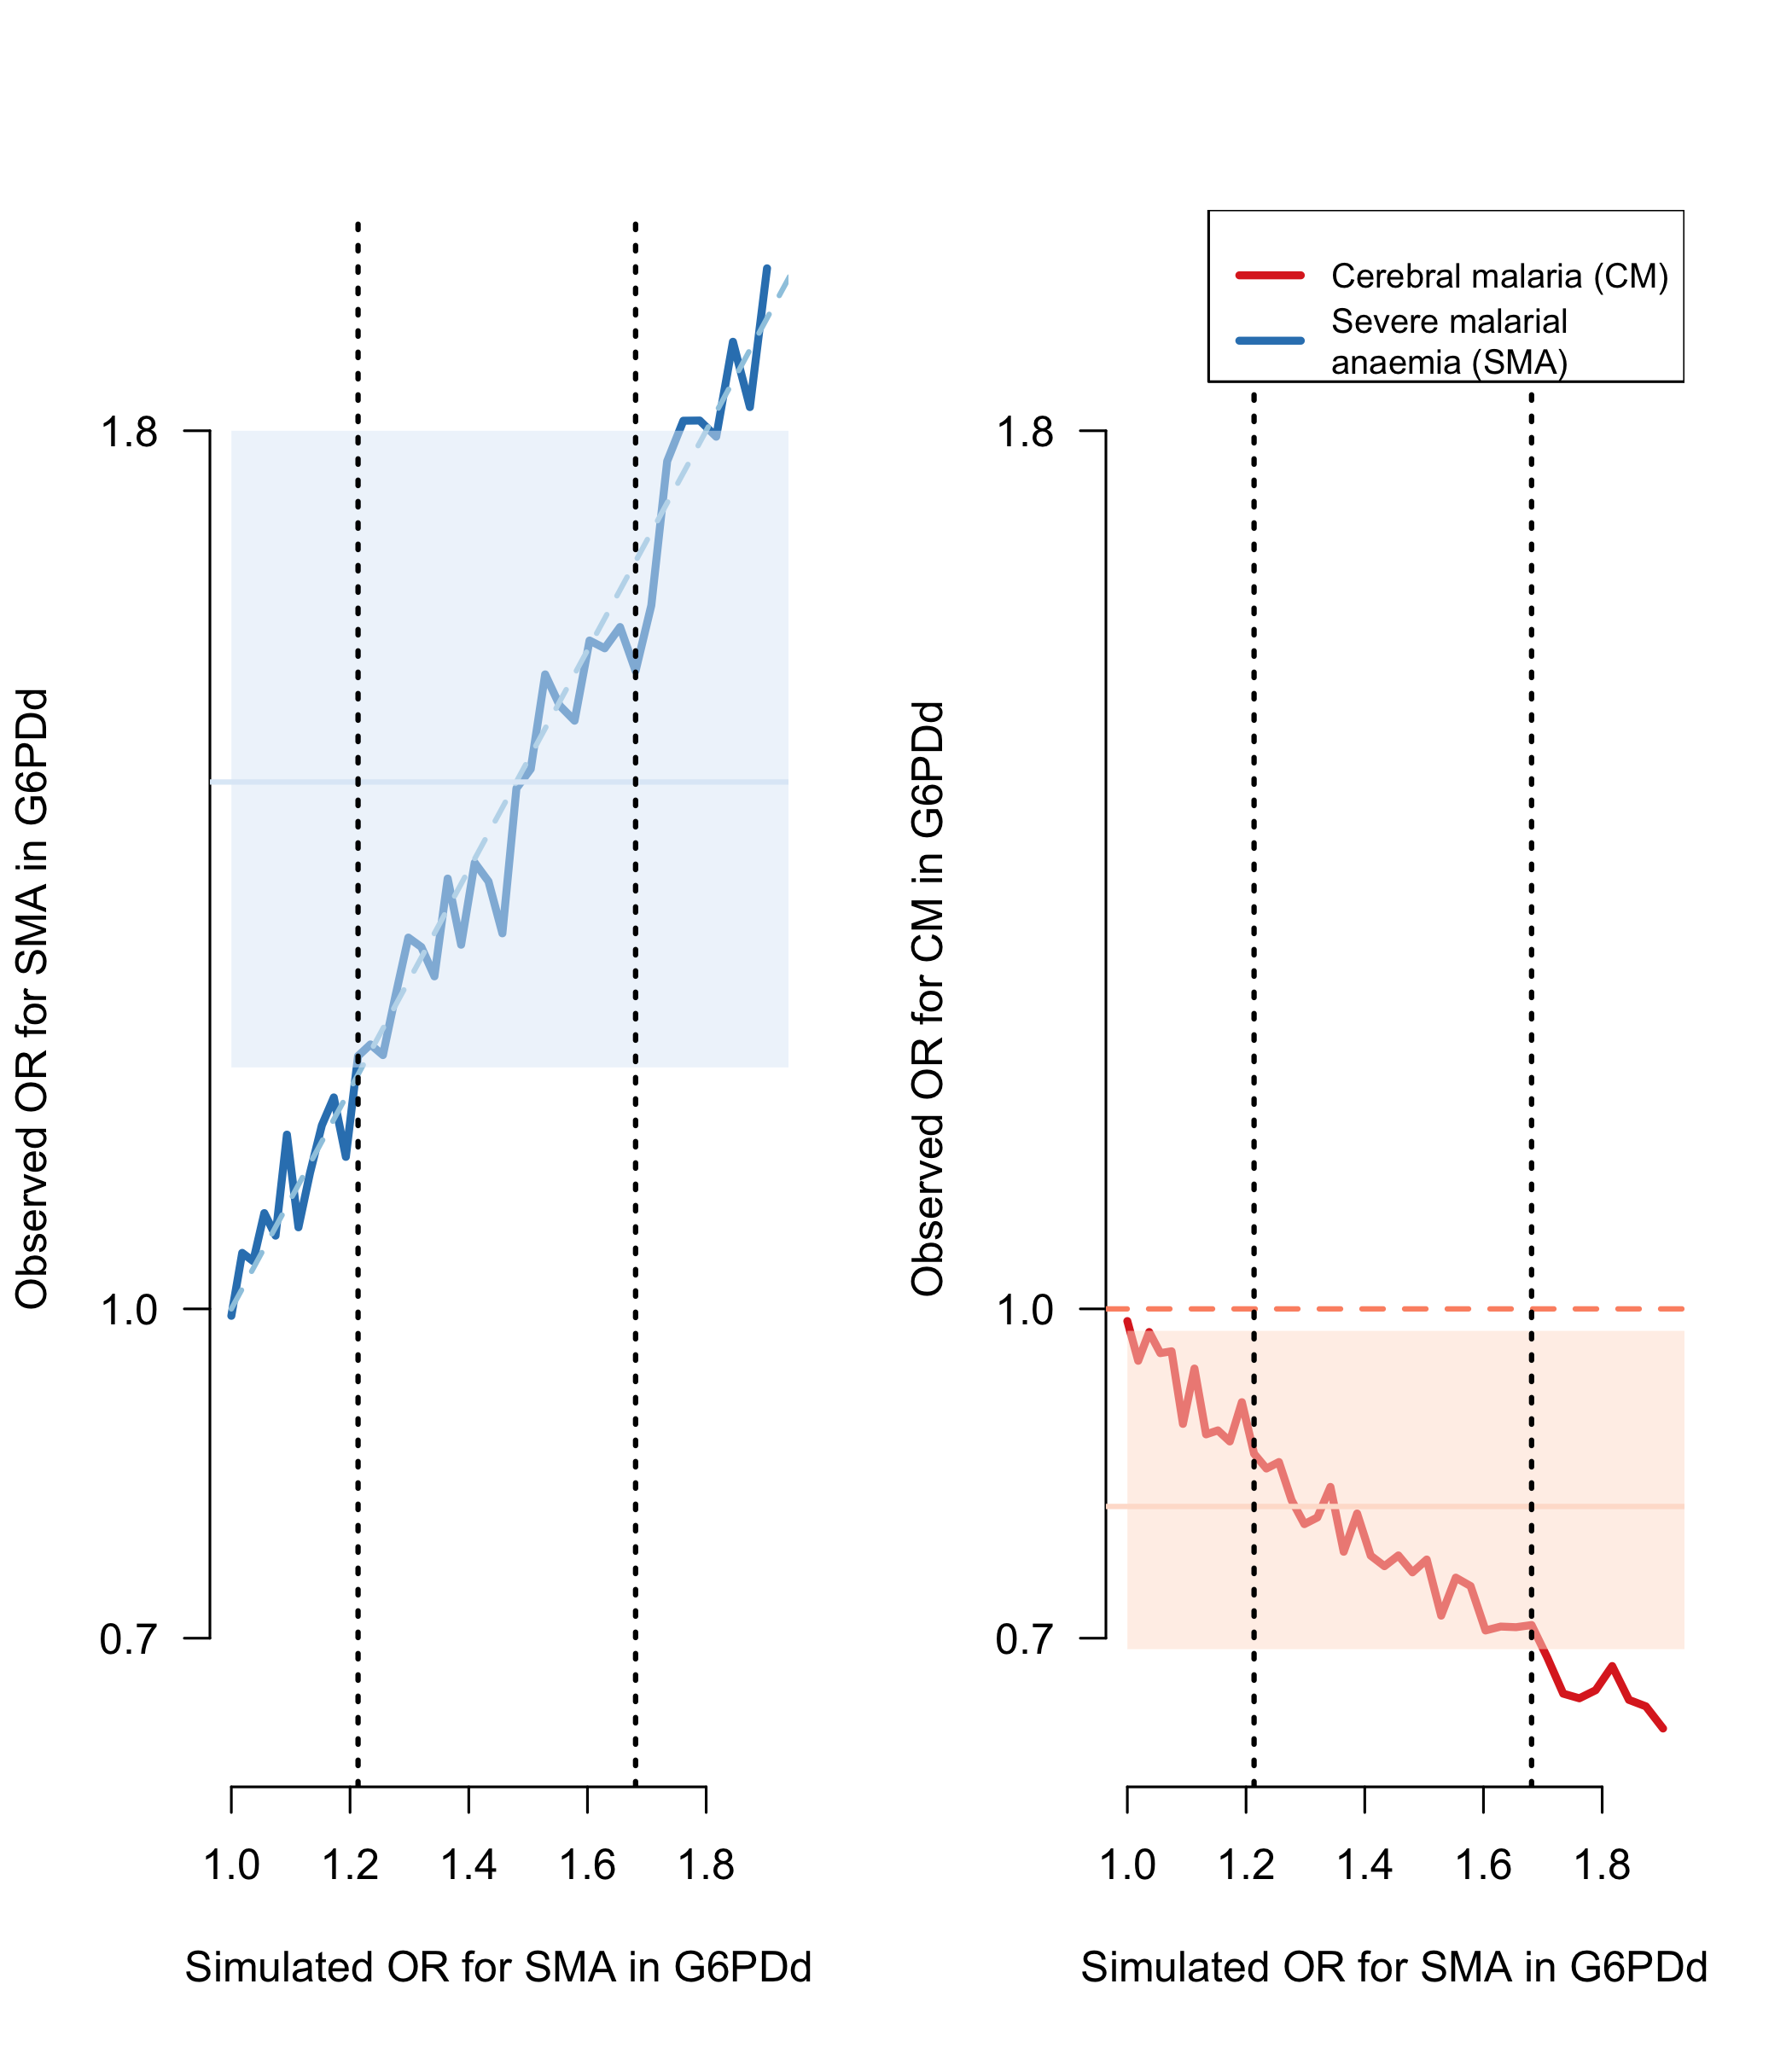 Observed OR for SMA in G6PDd
1.8
1.0
0.7
1.0 1.2 1.4 1.6 1.8
Simulated OR for SMA in G6PDd
Cerebral malaria (CM)
Severe malarial
anaemia (SMA)
Observed OR for CM in G6PDd
1.8
1.0
0.7
1.0 1.2 1.4 1.6 1.8
Simulated OR for SMA in G6PDd